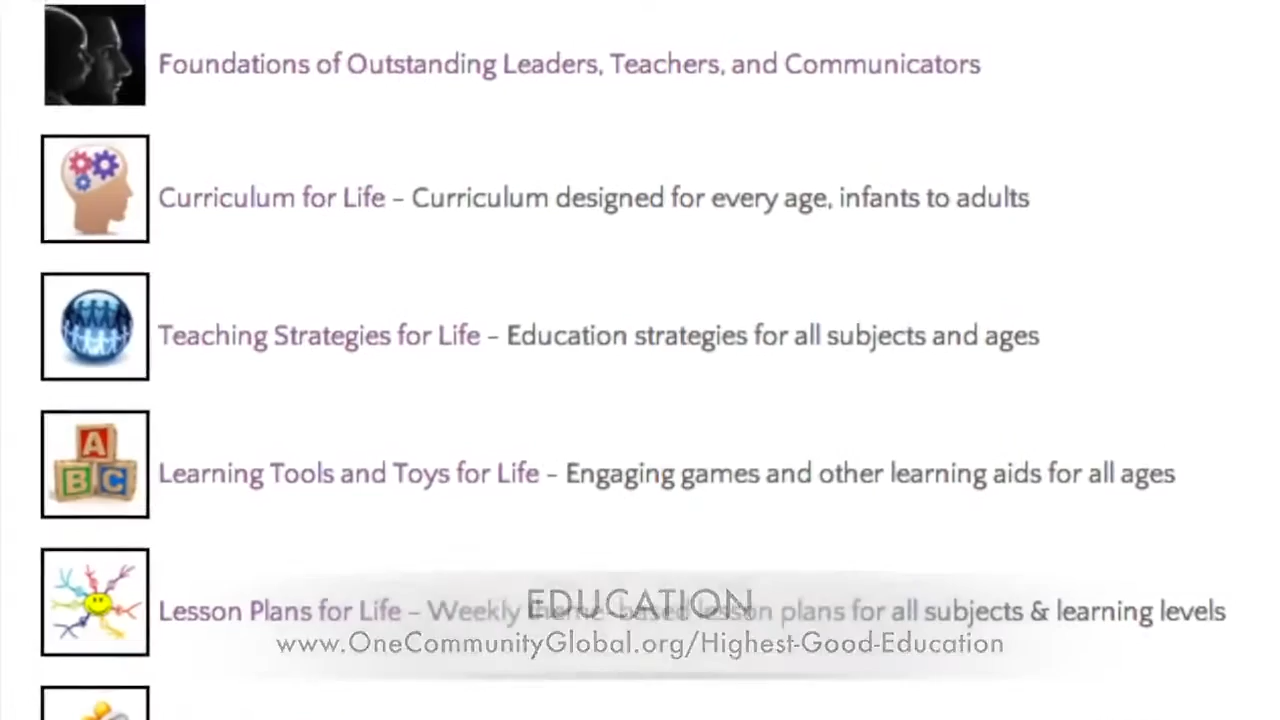 Foundations of Outstanding Leaders, Teachers, and Communicators
Curriculum for Life – Curriculum designed for every age, infants to adults
Teaching Strategies for Life – Education strategies for all subjects and ages
A
B C
Learning Tools and Toys for Life – Engaging games and other learning aids for all ages
Lesson Plans for Life – Weekly theme-based lesson plans for all subjects & learning levels
EDUCATION
www.OneCommunityGlobal.org/Highest-Good-Education